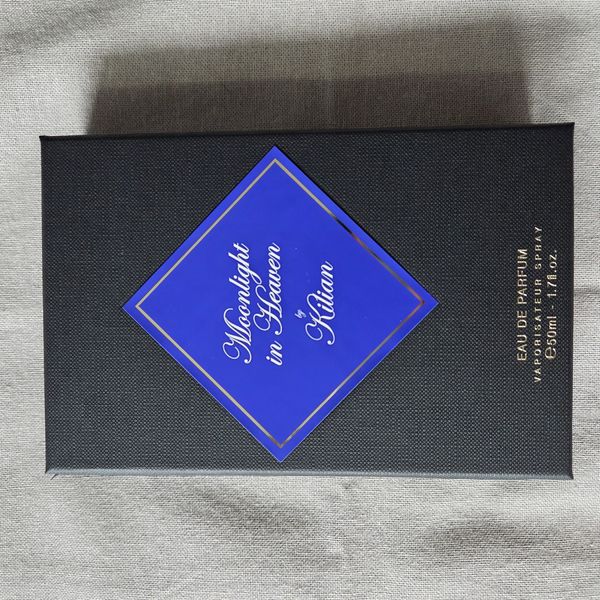 Moonlight
in Heaven
by
Kilian
EAU DE PARFUM
VAPORISATEUR SPRAY
℮50ml - 1.7fl.oz.